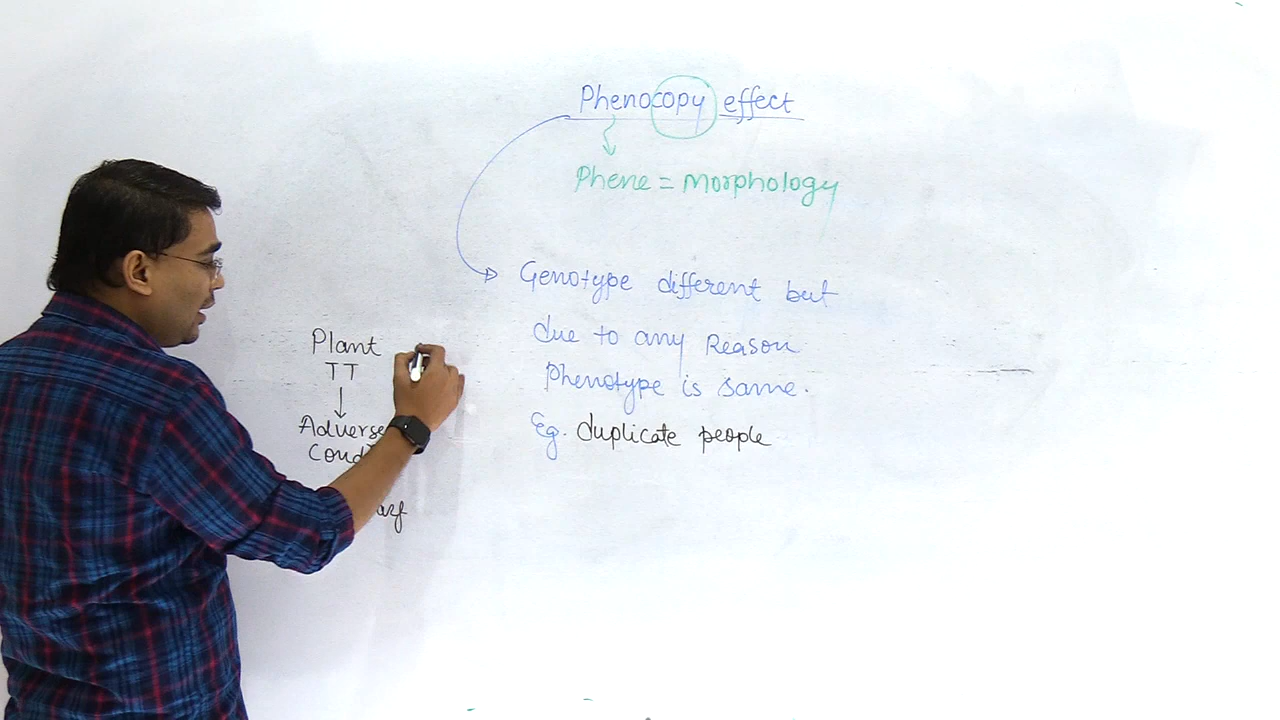 Phenocopy effect
Phene = Morphology
Genotype different but
due to any Reason
Phenotype is same.
Eg. duplicate people
Plant
TT
Adverse